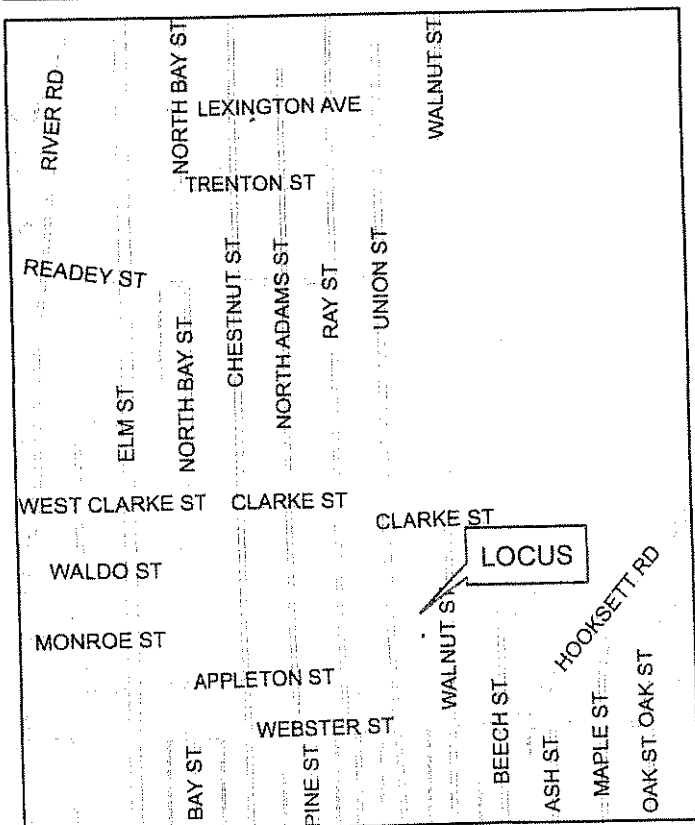 RIVER RD
NORTH BAY ST
WALNUT ST
LEXINGTON AVE
TRENTON ST
READEY ST
CHESTNUT ST
NORTH ADAMS ST
RAY ST
UNION ST
ELM ST
NORTH BAY ST
WEST CLARKE ST
CLARKE ST
CLARKE ST
LOCUS
WALDO ST
HOOKSETT RD
MONROE ST
WALNUT ST
APPLETON ST
WEBSTER ST
BEECH ST
MAPLE ST
OAK ST
BAY ST
PINE ST
ASH ST
OAK ST